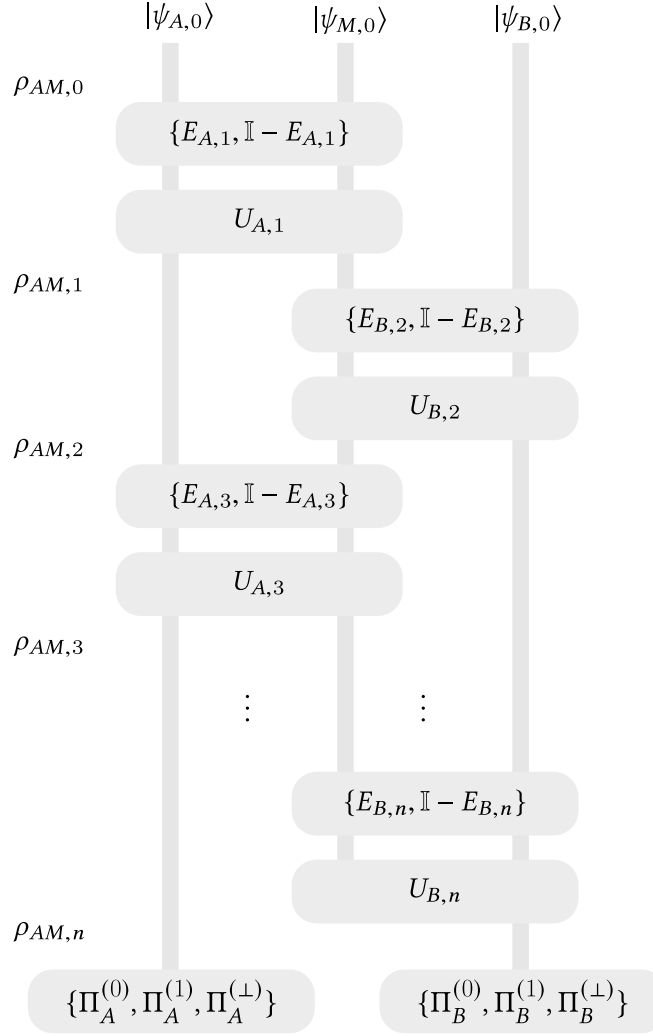 |ψ_{A,0}⟩ |ψ_{M,0}⟩ |ψ_{B,0}⟩
ρ_{AM,0}
{E_{A,1}, 𝕀 − E_{A,1}}
U_{A,1}
ρ_{AM,1}
{E_{B,2}, 𝕀 − E_{B,2}}
U_{B,2}
ρ_{AM,2}
{E_{A,3}, 𝕀 − E_{A,3}}
U_{A,3}
ρ_{AM,3}
⋮ ⋮
{E_{B,n}, 𝕀 − E_{B,n}}
U_{B,n}
ρ_{AM,n}
{Π_A^{(0)}, Π_A^{(1)}, Π_A^{(⊥)}} {Π_B^{(0)}, Π_B^{(1)}, Π_B^{(⊥)}}